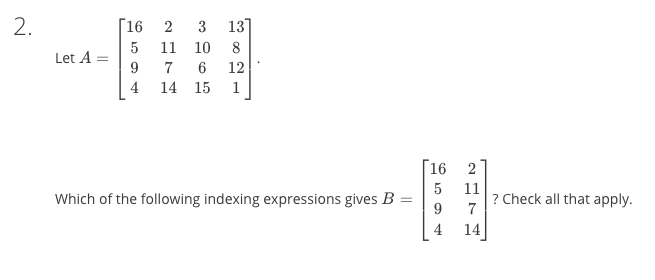 2.
Let A = [16 2 3 13
5 11 10 8
9 7 6 12
4 14 15 1].
Which of the following indexing expressions gives B = [16 2
5 11
9 7
4 14] ? Check all that apply.